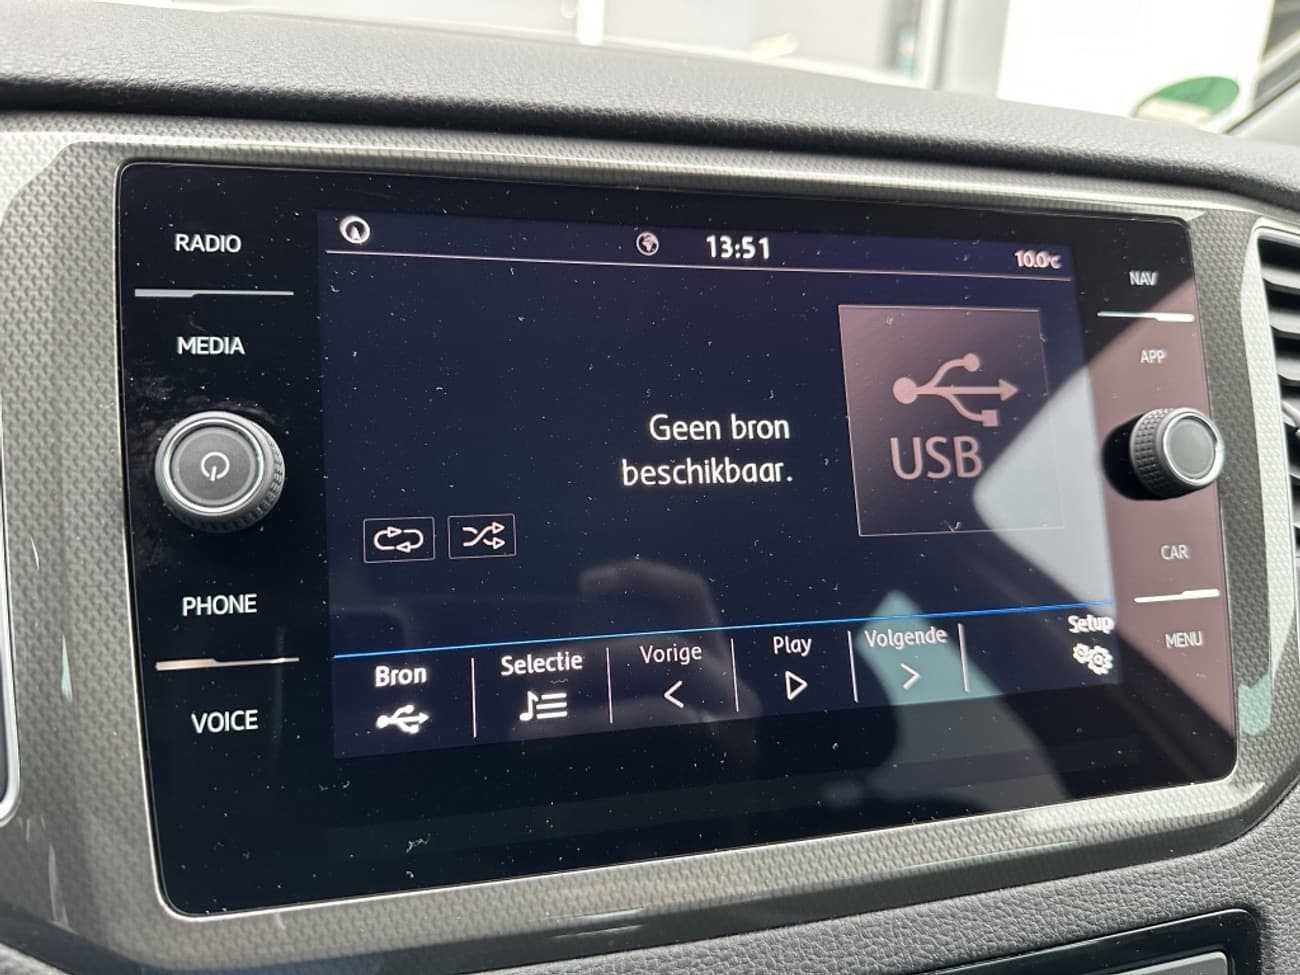 RADIO
MEDIA
PHONE
VOICE
13:51
10.0°C
Geen bron
beschikbaar.
USB
Bron
Selectie
Vorige
Play
Volgende
Setup
NAV
APP
CAR
MENU